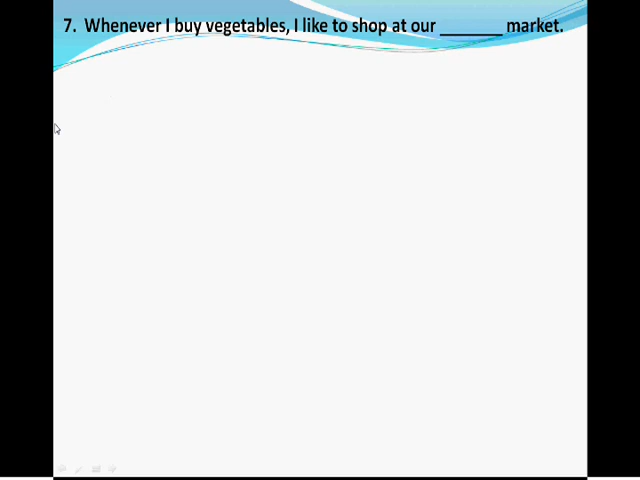 7. Whenever I buy vegetables, I like to shop at our _______ market.